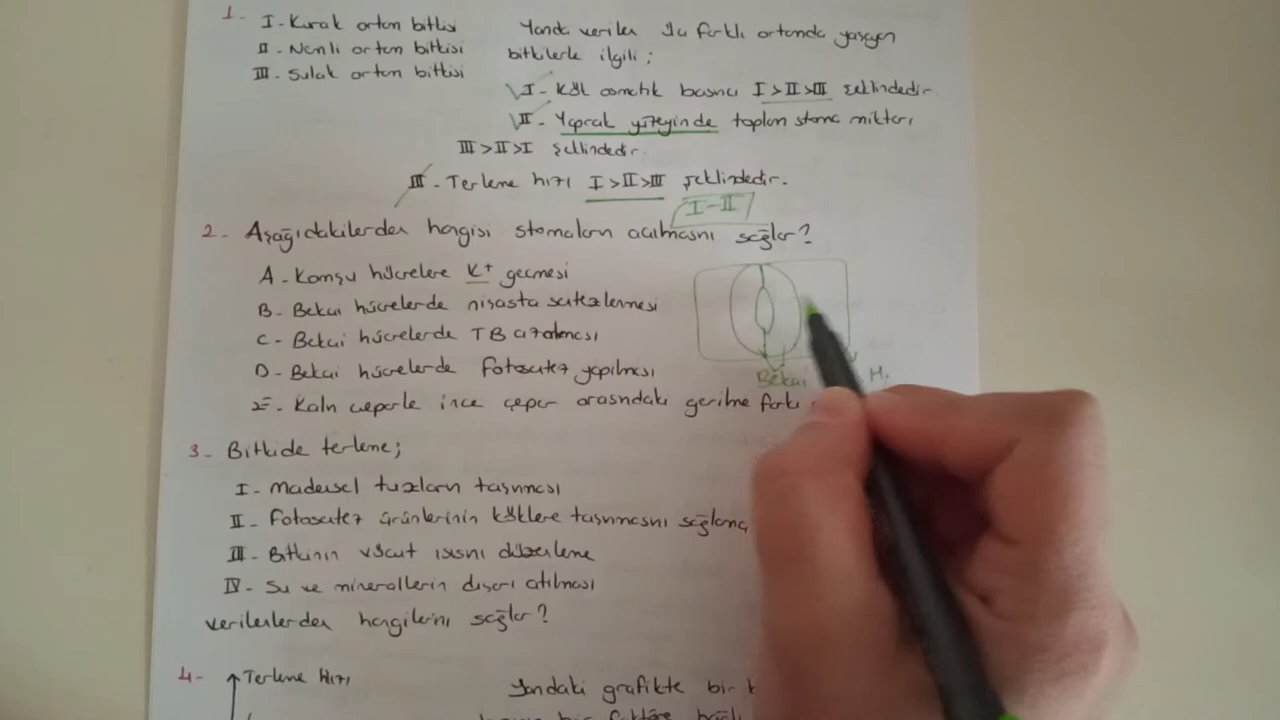 1- I- Kurak ortam bitkisi
II- Nemli ortam bitkisi
III- Sulak ortam bitkisi
Yanda verilen üç farklı ortamda yaşayan
bitkilerle ilgili;
I- Kök osmotik basıncı I>II>III şeklindedir.
II- Yaprak yüzeyinde toplam stoma miktarı
III>II>I şeklindedir.
III- Terleme hızı I>II>III şeklindedir.
I-II
2- Aşağıdakilerden hangisi stomaların açılmasını sağlar?
A- Komşu hücrelere K+ geçmesi
B- Bekçi hücrelerde nişasta sentezlenmesi
C- Bekçi hücrelerde TB azalması
D- Bekçi hücrelerde fotosentez yapılması
E- Kalın çeperle ince çeper arasındaki gerilme farkı
Bekçi H.
3- Bitkide terleme;
I- Madensel tuzların taşınması
II- Fotosentez ürünlerinin köklere taşınmasını sağlama
III- Bitkinin vücut ısısını düzenleme
IV- Su ve minerallerin dışarı atılması
verilenlerden hangilerini sağlar?
4- Terleme Hızı
Yandaki grafikte bir